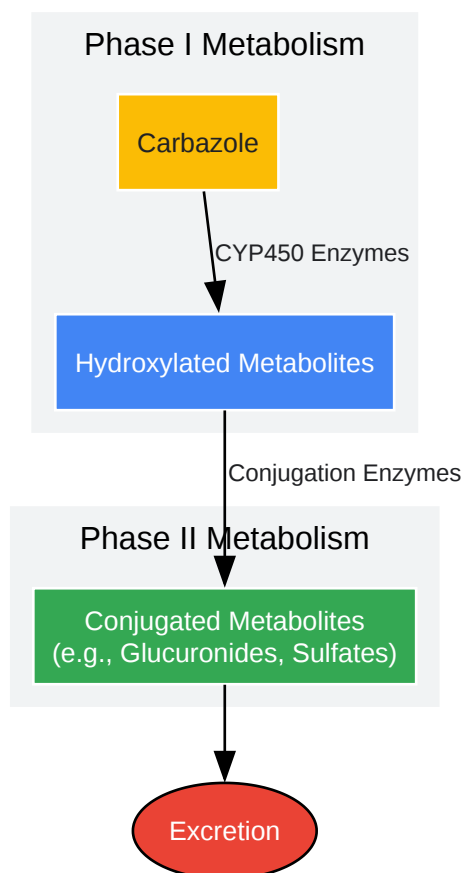 Phase I Metabolism
Carbazole
CYP450 Enzymes
Hydroxylated Metabolites
Conjugation Enzymes
Phase II Metabolism
Conjugated Metabolites
(e.g., Glucuronides, Sulfates)
Excretion